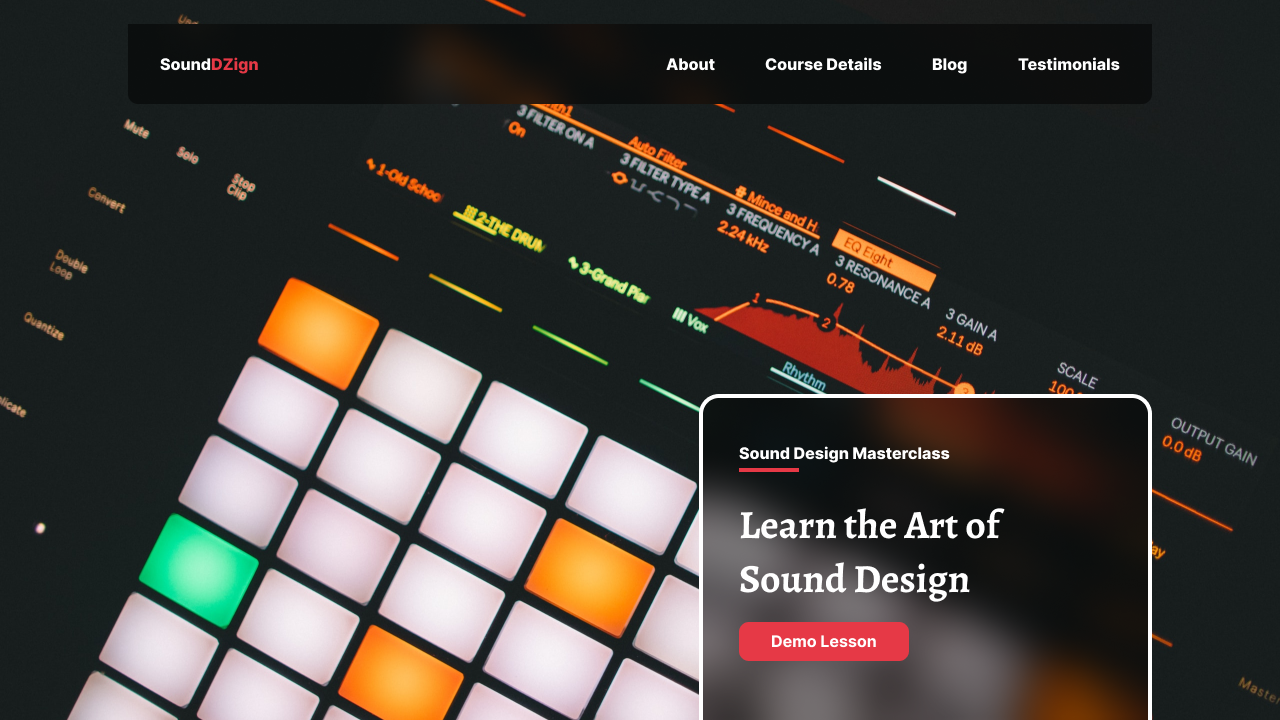 SoundDZign
About
Course Details
Blog
Testimonials
Mute
Solo
Stop
Clip
Convert
Double
Loop
Quantize
3 FILTER ON A
On
Auto Filter
3 FILTER TYPE A
Mince and H
3 FREQUENCY A
2.24 kHz
EQ Eight
3 RESONANCE A
0.78
3 GAIN A
2.11 dB
SCALE
OUTPUT GAIN
0.0 dB
1-Old Schoo
2-THE DRUM
3-Grand Piar
Vox
Rhythm
1
2
Sound Design Masterclass
Learn the Art of
Sound Design
Demo Lesson